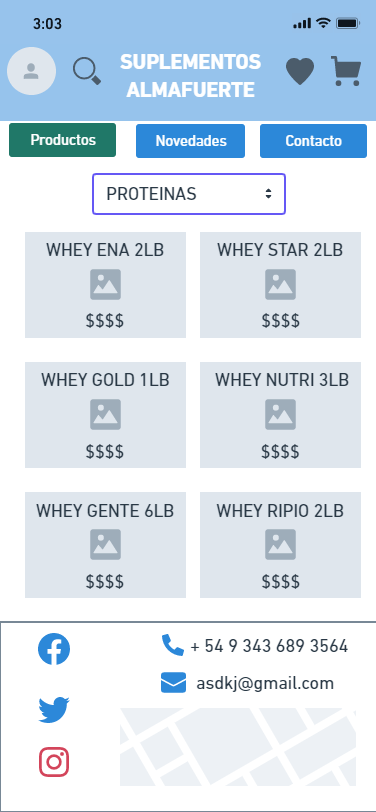 3:03
SUPLEMENTOS
ALMAFUERTE
Productos
Novedades
Contacto
PROTEINAS
WHEY ENA 2LB
$$$$
WHEY STAR 2LB
$$$$
WHEY GOLD 1LB
$$$$
WHEY NUTRI 3LB
$$$$
WHEY GENTE 6LB
$$$$
WHEY RIPIO 2LB
$$$$
+ 54 9 343 689 3564
asdkj@gmail.com